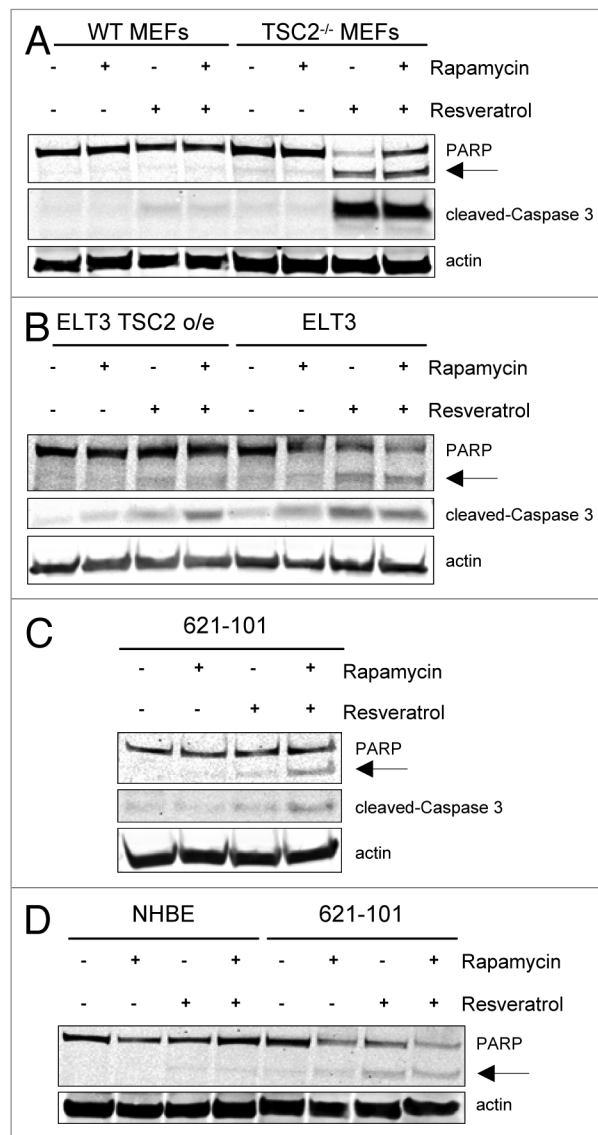 A
WT MEFs TSC2-/- MEFs
- + - + - + - + Rapamycin
- - + + - - + + Resveratrol
PARP
cleaved-Caspase 3
actin
B
ELT3 TSC2 o/e ELT3
- + - + - + - + Rapamycin
- - + + - - + + Resveratrol
PARP
cleaved-Caspase 3
actin
C
621-101
- + - + Rapamycin
- - + + Resveratrol
PARP
cleaved-Caspase 3
actin
D
NHBE 621-101
- + - + - + - + Rapamycin
- - + + - - + + Resveratrol
PARP
actin